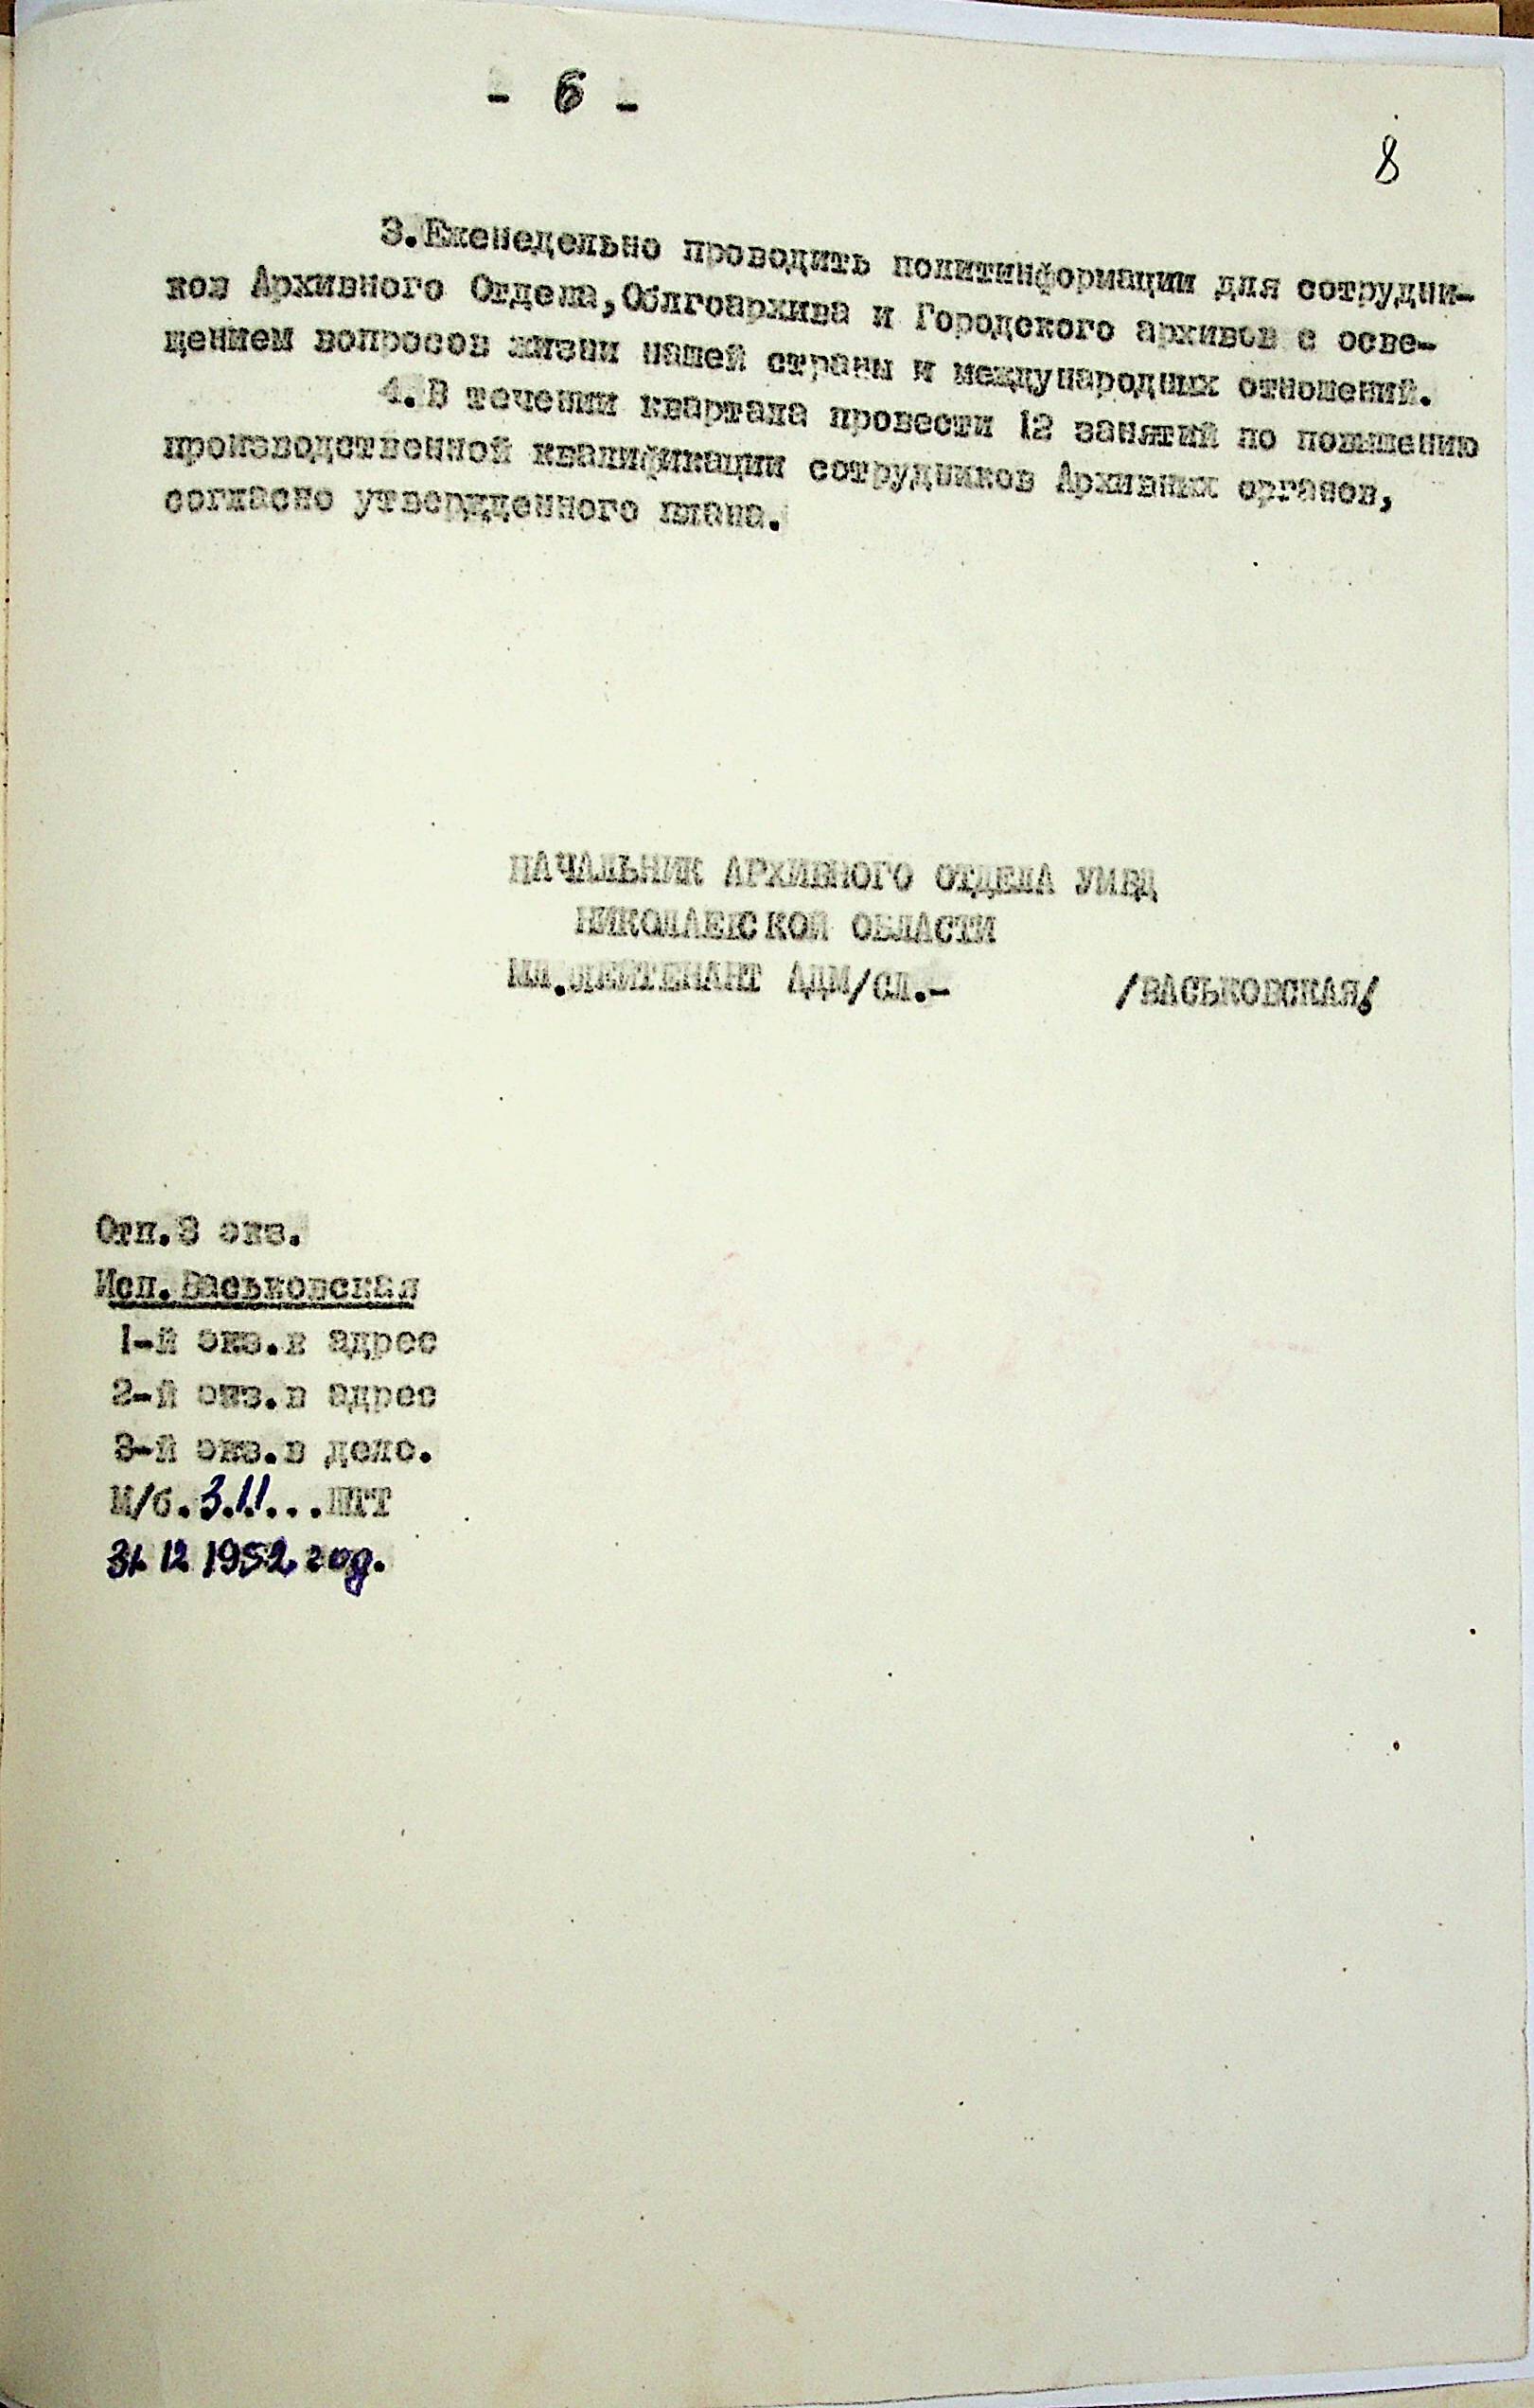 - 6 -
8
3.Еженедельно проводить политинформации для сотрудни-
ков Архивного Отдела,Облгоархива и Городского архивов с осве-
щением вопросов жизни нашей страны и международных отношений.
4.В течении квартала провести 12 занятий по повышению
производственной квалификации сотрудников Архивных органов,
согласно утвержденного плана.
НАЧАЛЬНИК АРХИВНОГО ОТДЕЛА УМВД
НИКОЛАЕВСКОЙ ОБЛАСТИ
МЛ.ЛЕЙТЕНАНТ АДМ/СЛ.-          /ВАСЬКОВСКАЯ/
Отп.3 экз.
Исп.Васьковская
1-й экз.в адрес
2-й экз.в адрес
3-й экз.в дело.
М/б.3.11...
31.12 1952 год.